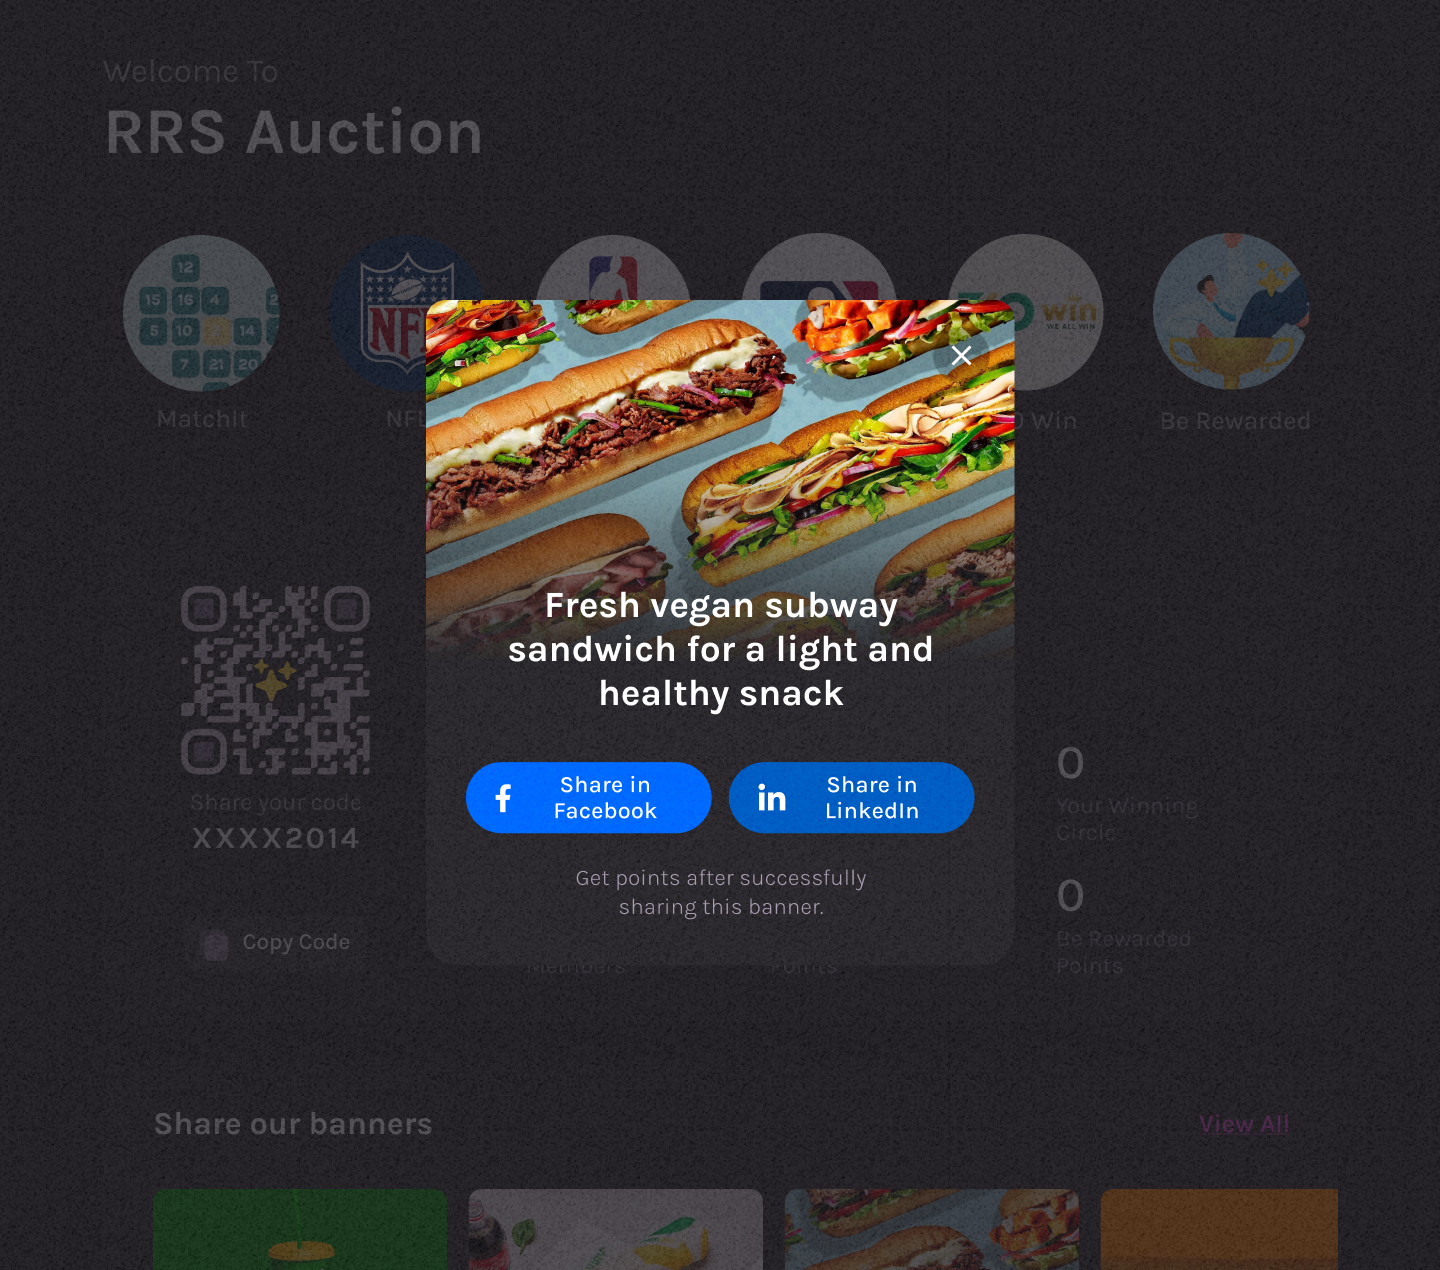 Welcome To
RRS Auction
12
15 16 4 2
5 10 14
7 21 20
NF
win
WE ALL WIN
MatchIt
NFL
Win
Be Rewarded
Fresh vegan subway
sandwich for a light and
healthy snack
Share in
Facebook
in
Share in
LinkedIn
Get points after successfully
sharing this banner.
Share your code
XXXX2014
Copy Code
Members
Points
0
Your Winning
Circle
0
Be Rewarded
Points
Share our banners
View All